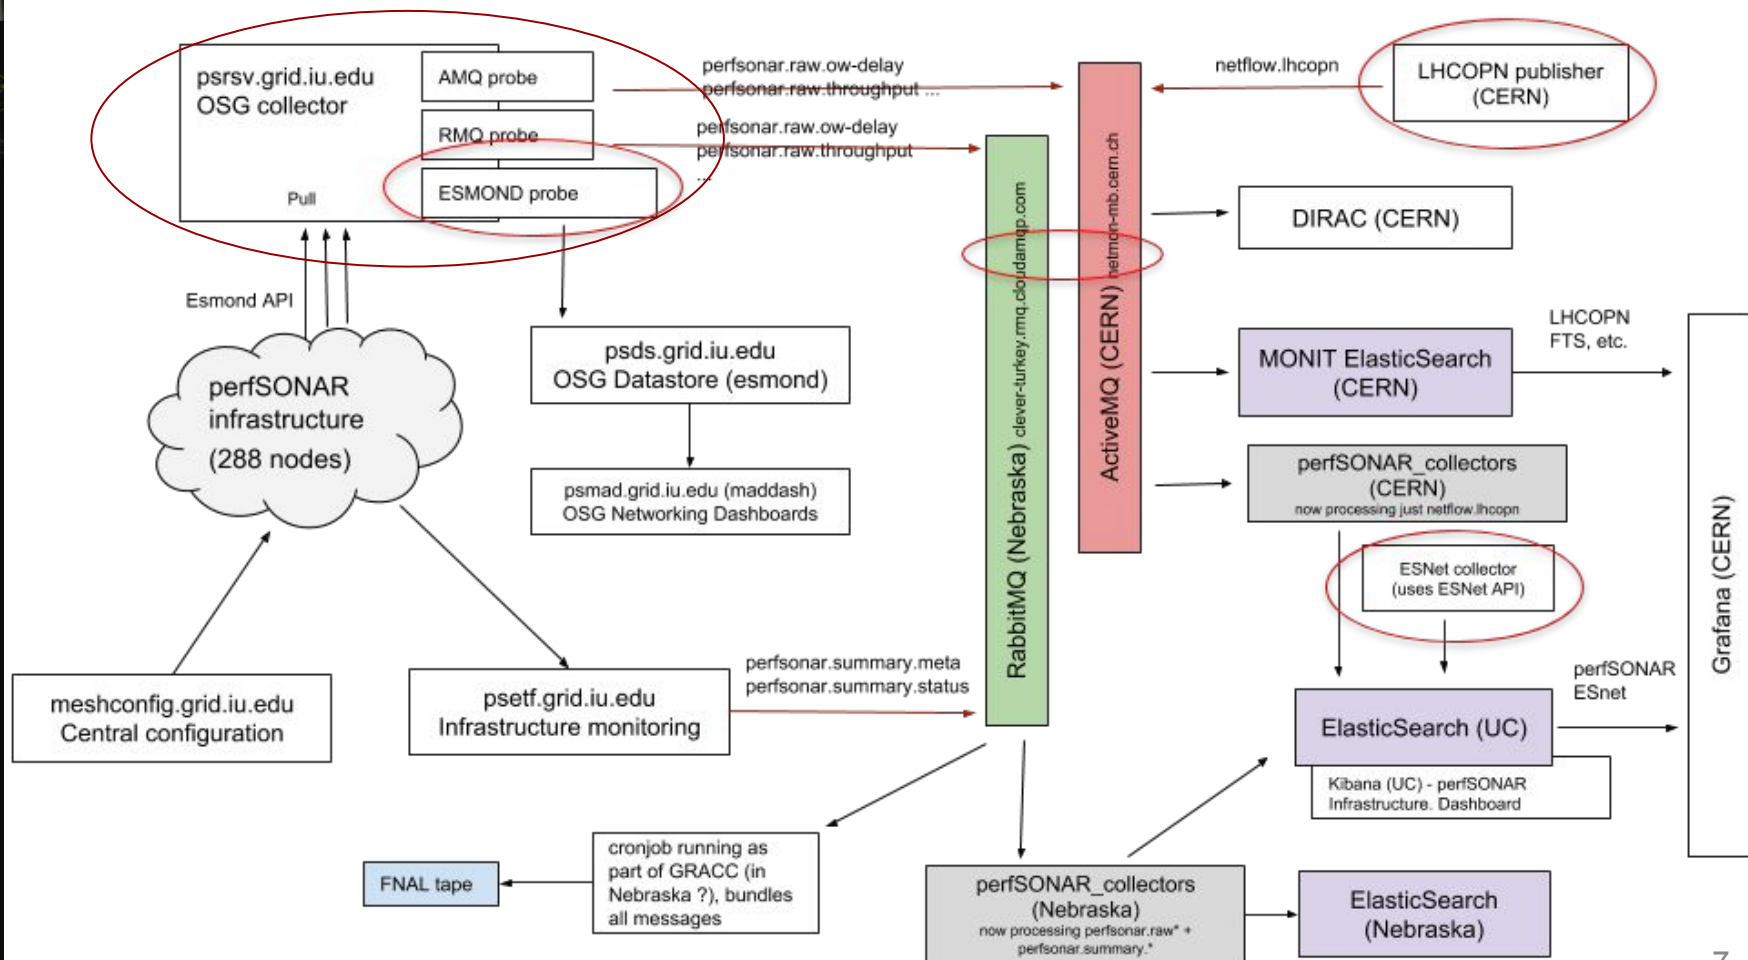 psrsv.grid.iu.edu
OSG collector
Pull
AMQ probe
RMQ probe
ESMOND probe
perfsonar.raw.ow-delay
perfsonar.raw.throughput ...
perfsonar.raw.ow-delay
perfsonar.raw.throughput
...
netflow.lhcopn
LHCOPN publisher
(CERN)
DIRAC (CERN)
Esmond API
perfSONAR
infrastructure
(288 nodes)
psds.grid.iu.edu
OSG Datastore (esmond)
psmad.grid.iu.edu (maddash)
OSG Networking Dashboards
RabbitMQ (Nebraska) clever-turkey.rmq.cloudamqp.com
ActiveMQ (CERN) netmon-mb.cern.ch
MONIT ElasticSearch
(CERN)
LHCOPN
FTS, etc.
perfSONAR_collectors
(CERN)
now processing just netflow.lhcopn
ESNet collector
(uses ESNet API)
Grafana (CERN)
meshconfig.grid.iu.edu
Central configuration
psetf.grid.iu.edu
Infrastructure monitoring
perfsonar.summary.meta
perfsonar.summary.status
ElasticSearch (UC)
perfSONAR
ESnet
Kibana (UC) - perfSONAR
Infrastructure. Dashboard
FNAL tape
cronjob running as
part of GRACC (in
Nebraska ?), bundles
all messages
perfSONAR_collectors
(Nebraska)
now processing perfsonar.raw* +
perfsonar.summary.*
ElasticSearch
(Nebraska)